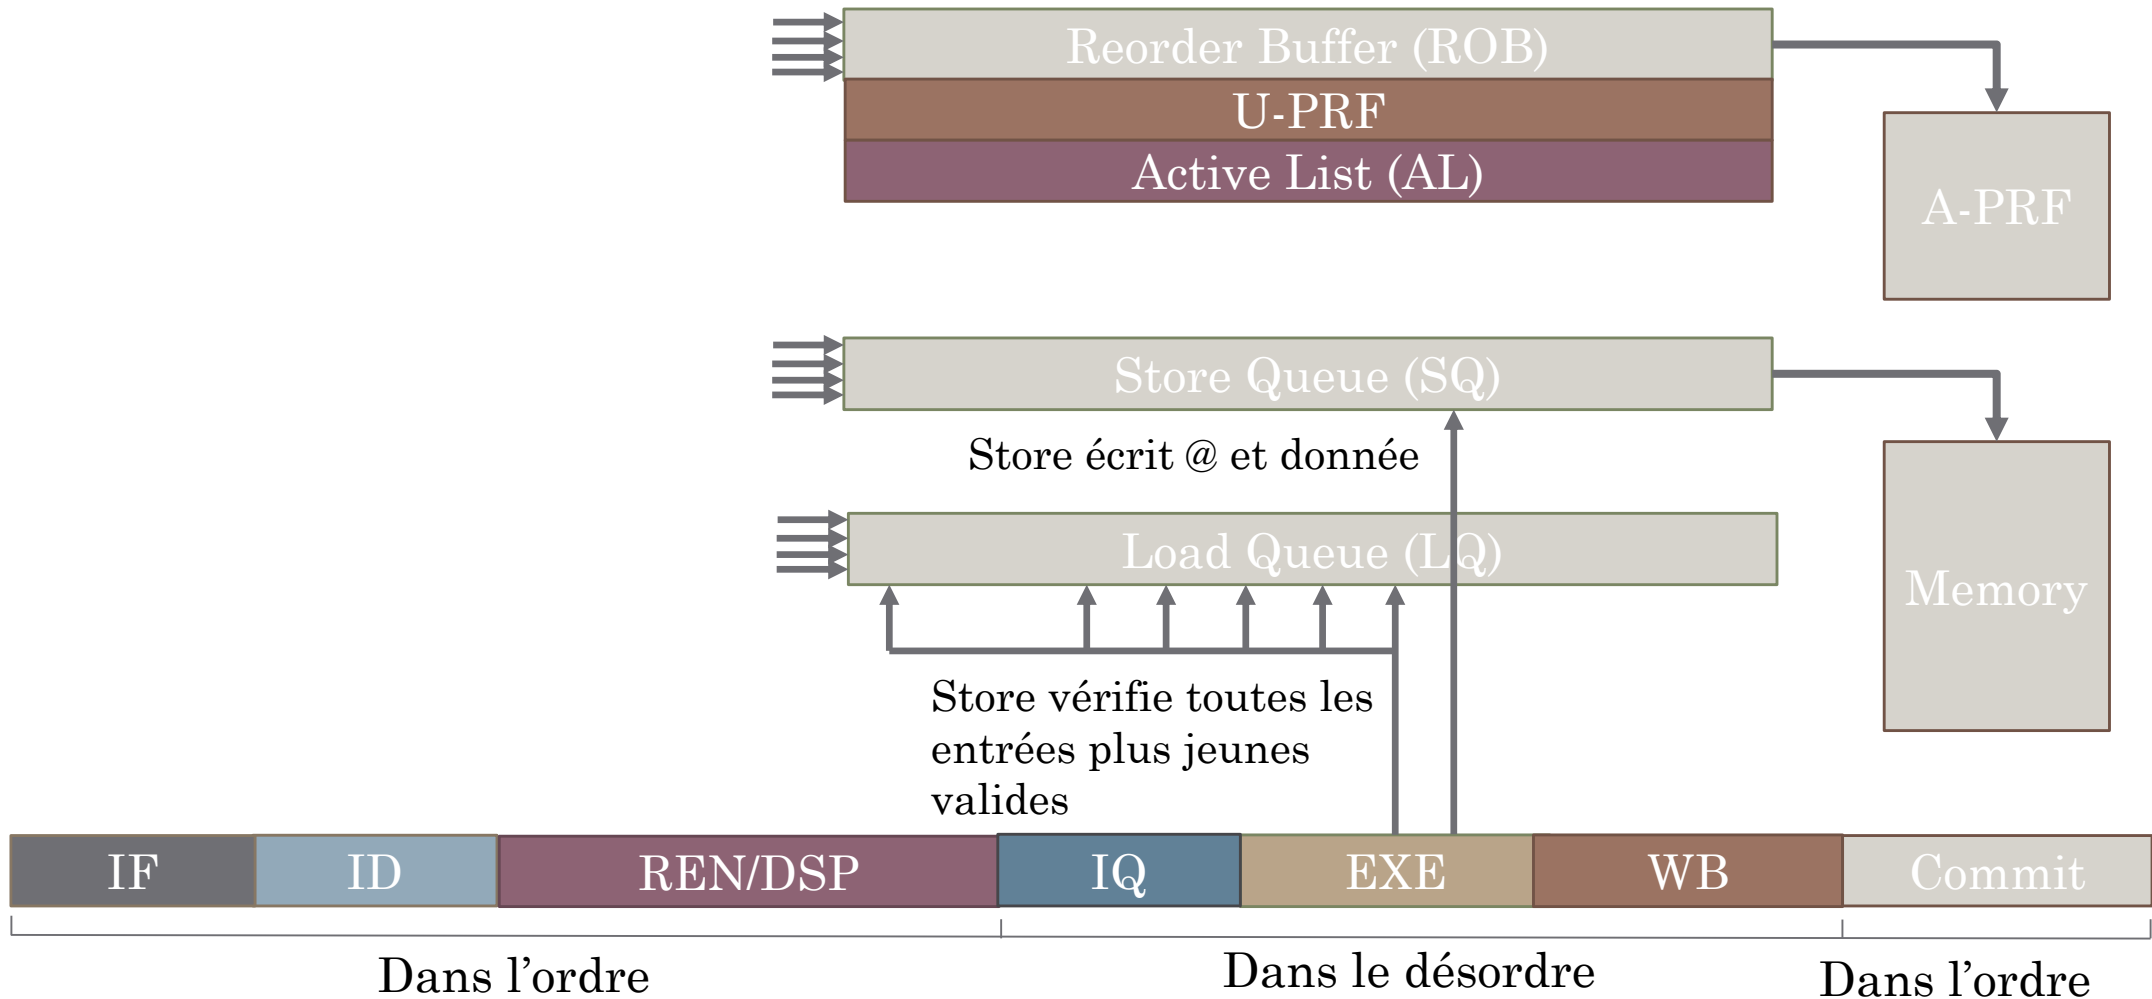 Reorder Buffer (ROB)
U-PRF
Active List (AL)
A-PRF
Store Queue (SQ)
Store écrit @ et donnée
Load Queue (LQ)
Memory
Store vérifie toutes les
entrées plus jeunes
valides
IF
ID
REN/DSP
IQ
EXE
WB
Commit
Dans l’ordre
Dans le désordre
Dans l’ordre